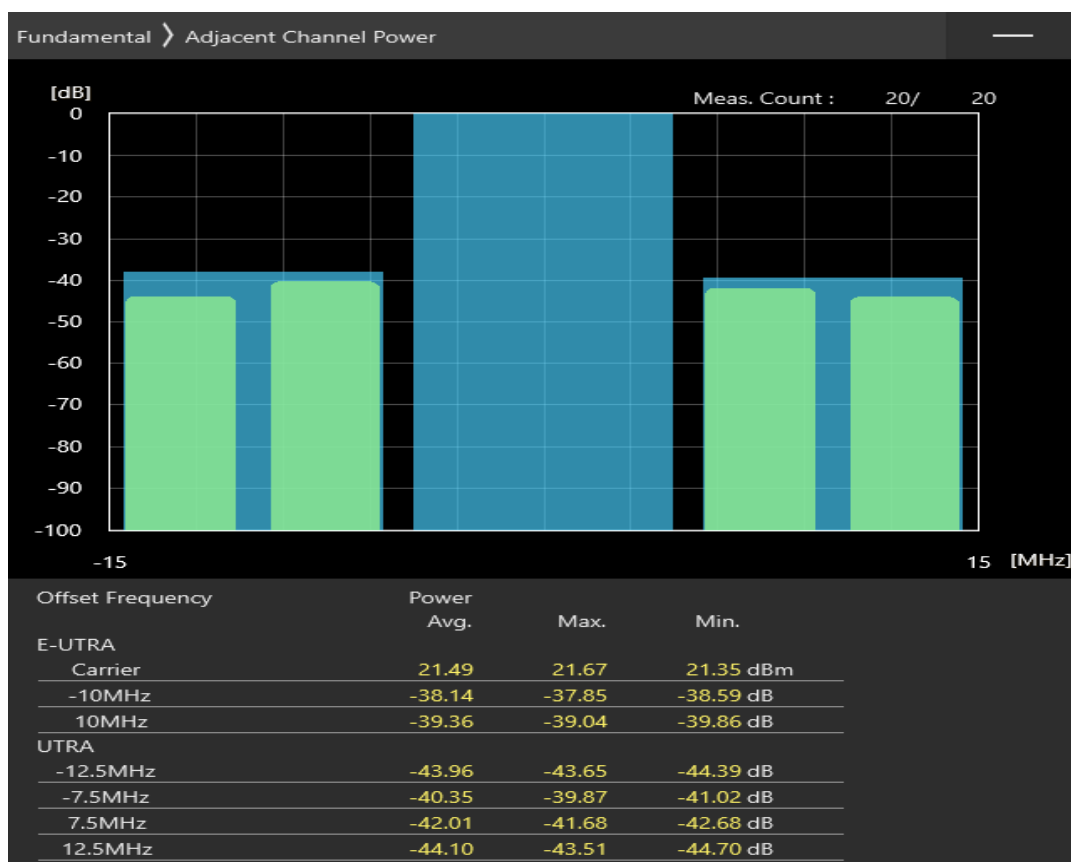 Fundamental 〉 Adjacent Channel Power
[dB]
Meas. Count : 20/ 20
0
-10
-20
-30
-40
-50
-60
-70
-80
-90
-100
-15 15 [MHz]
Offset Frequency Power
Avg. Max. Min.
E-UTRA
Carrier 21.49 21.67 21.35 dBm
-10MHz -38.14 -37.85 -38.59 dB
10MHz -39.36 -39.04 -39.86 dB
UTRA
-12.5MHz -43.96 -43.65 -44.39 dB
-7.5MHz -40.35 -39.87 -41.02 dB
7.5MHz -42.01 -41.68 -42.68 dB
12.5MHz -44.10 -43.51 -44.70 dB